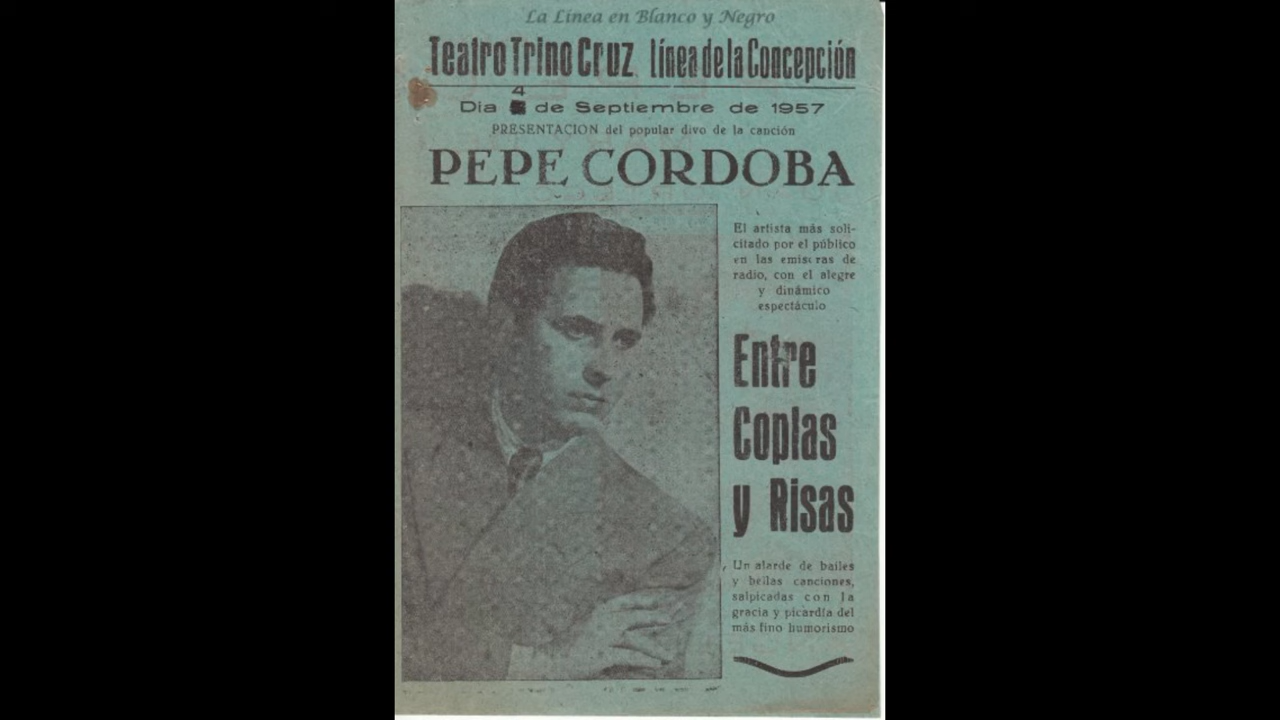 La Línea en Blanco y Negro
Teatro Trino Cruz Línea de la Concepción
4
Día de Septiembre de 1957
PRESENTACION del popular divo de la canción
PEPE CORDOBA
El artista más soli-
citado por el público
en las emisoras de
radio, con el alegre
y dinámico
espectáculo
Entre
Coplas
y Risas
Un alarde de bailes
y bellas canciones,
salpicadas con la
gracia y picardía del
más fino humorismo